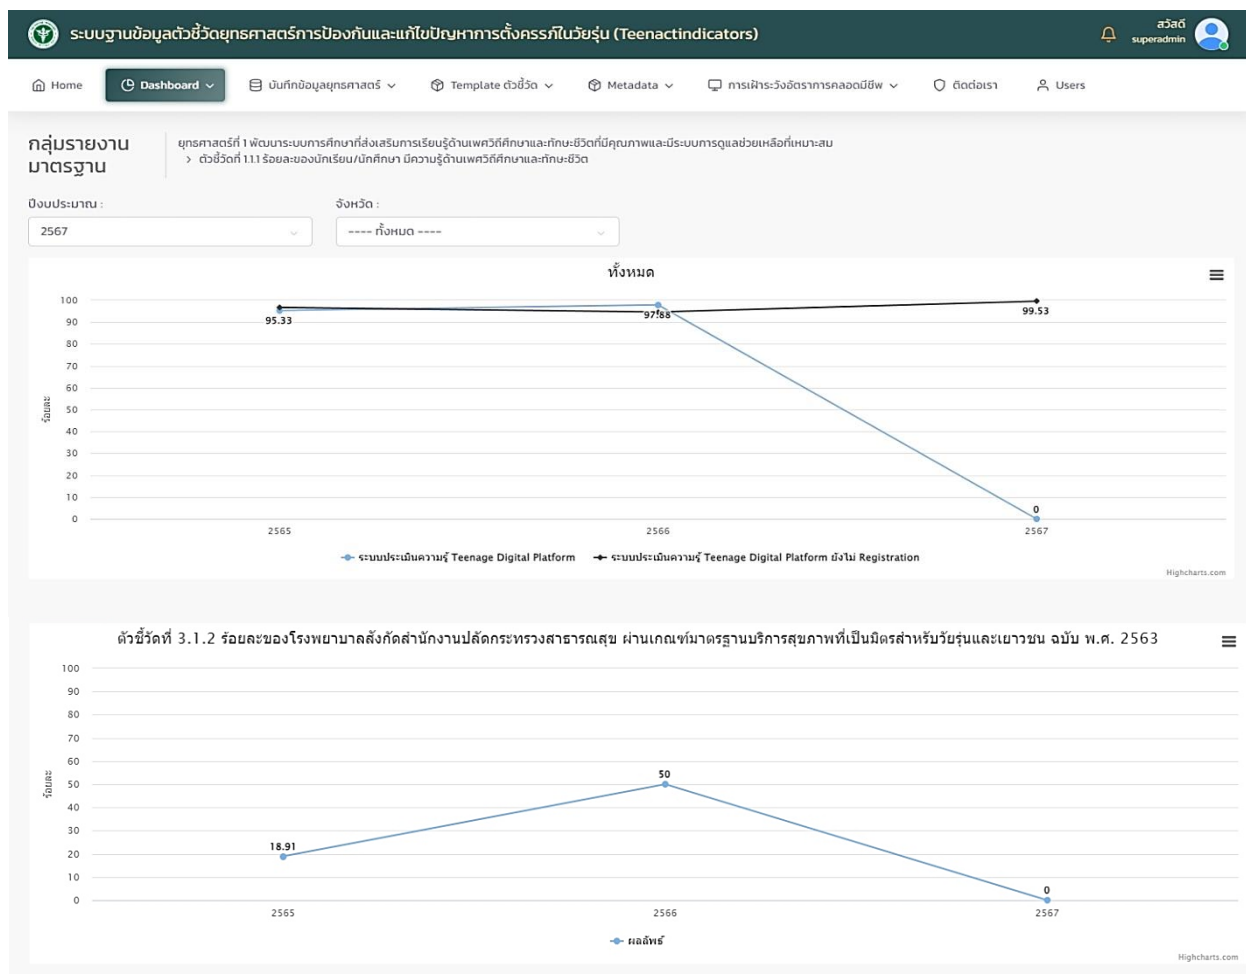 ระบบฐานข้อมูลตัวชี้วัดยุทธศาสตร์การป้องกันและแก้ไขปัญหาการตั้งครรภ์ในวัยรุ่น (Teenactindicators)
สวัสดี
superadmin
Home
Dashboard
บันทึกข้อมูลยุทธศาสตร์
Template ตัวชี้วัด
Metadata
การเฝ้าระวังอัตราการคลอดมีชีพ
ติดต่อเรา
Users
กลุ่มรายงาน
มาตรฐาน
ยุทธศาสตร์ที่ 1 พัฒนาระบบการศึกษาที่ส่งเสริมการเรียนรู้ด้านเพศวิถีศึกษาและทักษะชีวิตที่มีคุณภาพและมีระบบการดูแลช่วยเหลือที่เหมาะสม
> ตัวชี้วัดที่ 1.1.1 ร้อยละของนักเรียน/นักศึกษา มีความรู้ด้านเพศวิถีศึกษาและทักษะชีวิต
ปีงบประมาณ :
จังหวัด :
2567
---- ทั้งหมด ----
ทั้งหมด
100
90
80
70
60
50
40
30
20
10
0
ร้อยละ
95.33
97.88
99.53
0
2565
2566
2567
ระบบประเมินความรู้ Teenage Digital Platform
ระบบประเมินความรู้ Teenage Digital Platform ยังไม่ Registration
Highcharts.com
ตัวชี้วัดที่ 3.1.2 ร้อยละของโรงพยาบาลสังกัดสำนักงานปลัดกระทรวงสาธารณสุข ผ่านเกณฑ์มาตรฐานบริการสุขภาพที่เป็นมิตรสำหรับวัยรุ่นและเยาวชน ฉบับ พ.ศ. 2563
100
90
80
70
60
50
40
30
20
10
0
ร้อยละ
18.91
50
0
2565
2566
2567
ผลลัพธ์
Highcharts.com